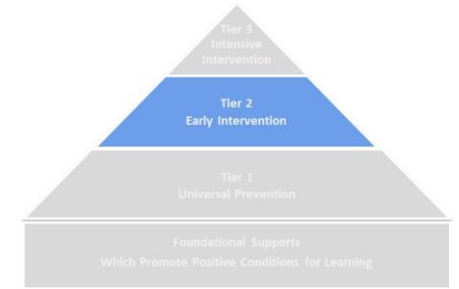 Tier 3
Intensive
Intervention
Tier 2
Early Intervention
Tier 1
Universal Prevention
Foundational Supports
Which Promote Positive Conditions for Learning